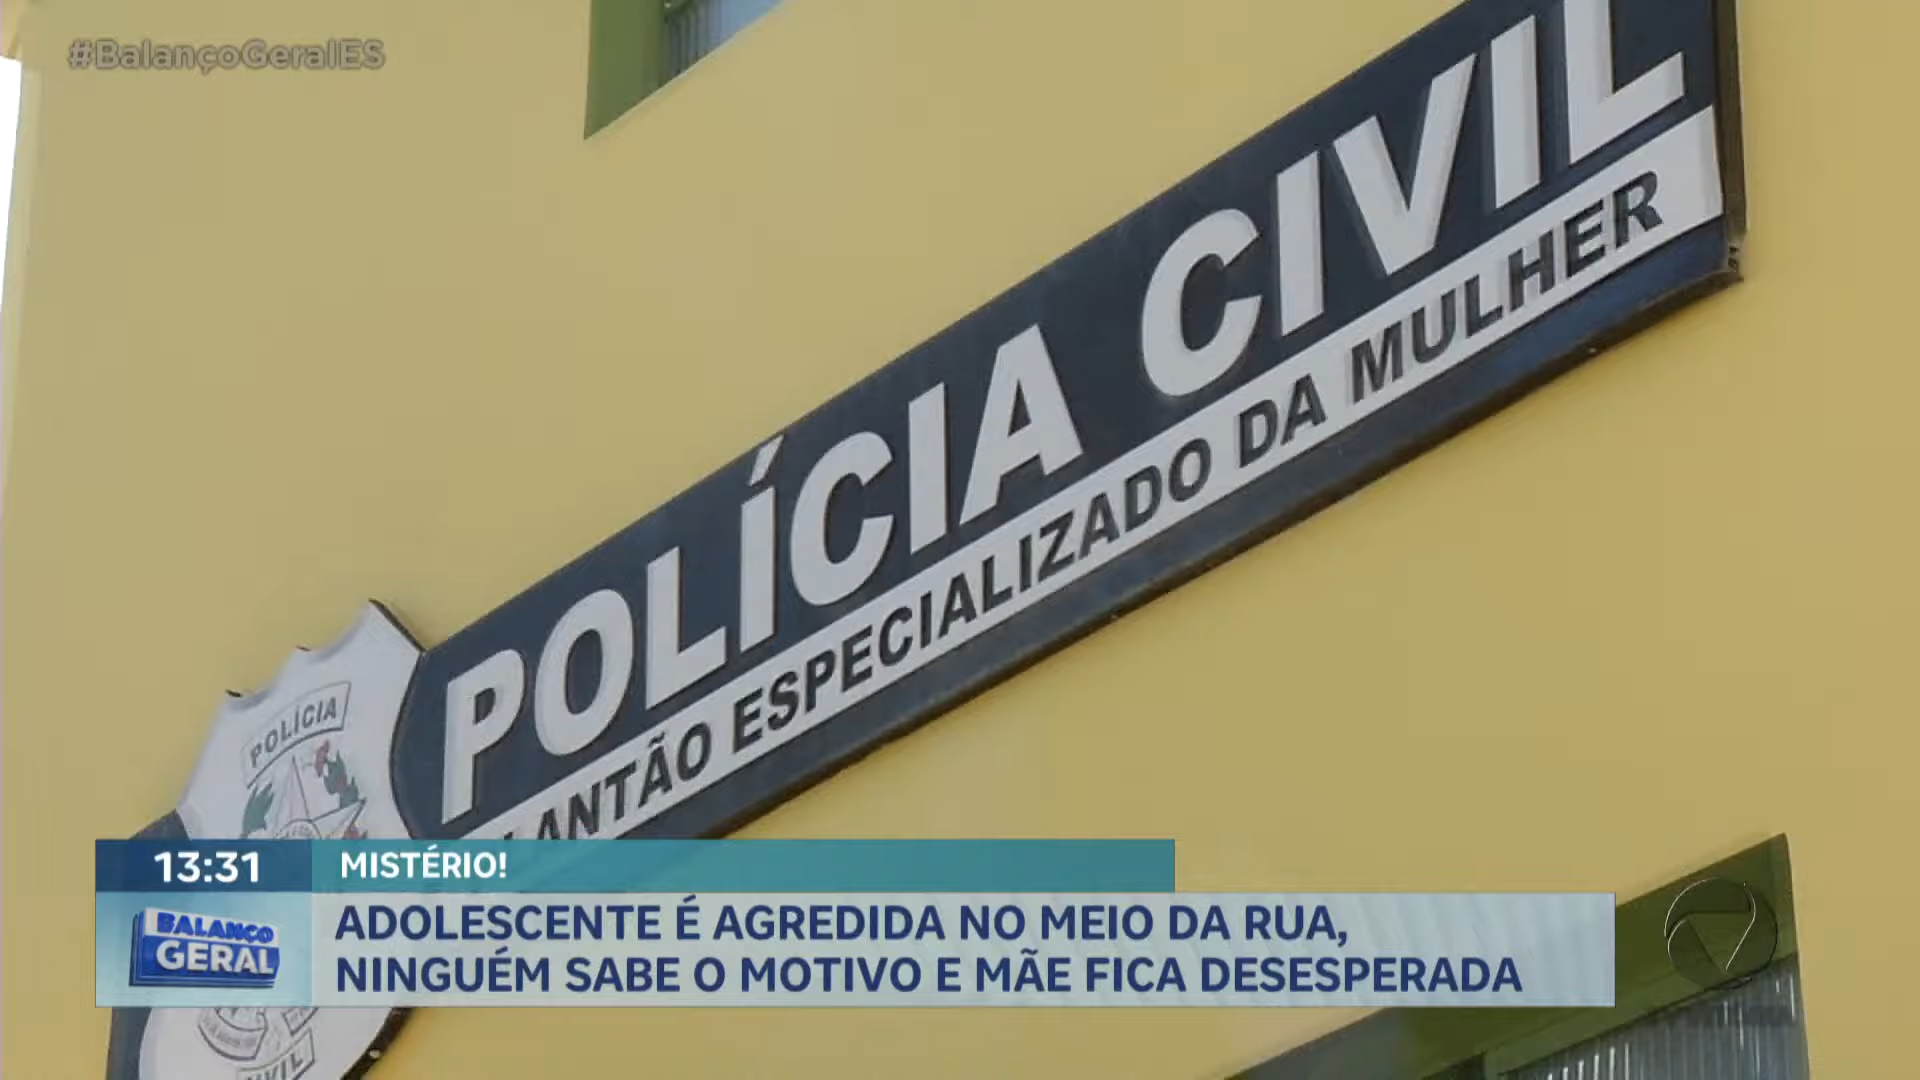 #BalançoGeralES
POLÍCIA CIVIL
PLANTÃO ESPECIALIZADO DA MULHER
POLÍCIA
13:31
MISTÉRIO!
BALANÇO
GERAL
ADOLESCENTE É AGREDIDA NO MEIO DA RUA,
NINGUÉM SABE O MOTIVO E MÃE FICA DESESPERADA